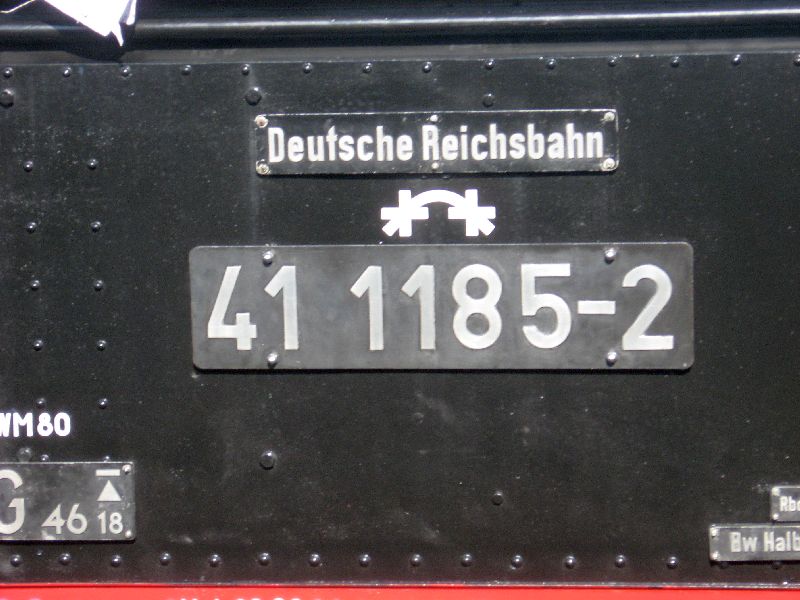 Deutsche Reichsbahn
41 1185-2
WM80
G 46 18
Bw Halb